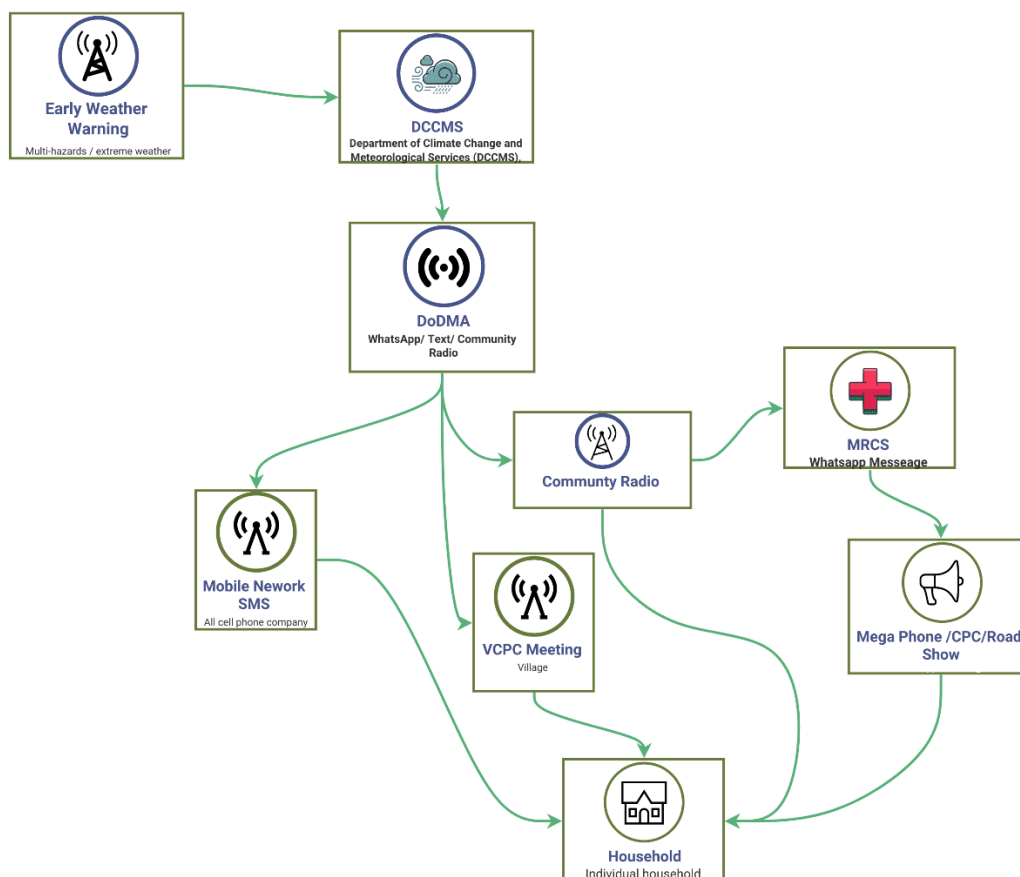 Early Weather
Warning
Multi-hazards / extreme weather
DCCMS
Department of Climate Change and
Meteorological Services (DCCMS),
DoDMA
WhatsApp/ Text/ Community
Radio
MRCS
Whatsapp Messeage
Communty Radio
Mobile Nework
SMS
All cell phone company
VCPC Meeting
Village
Mega Phone /CPC/Road
Show
Household
Individual household